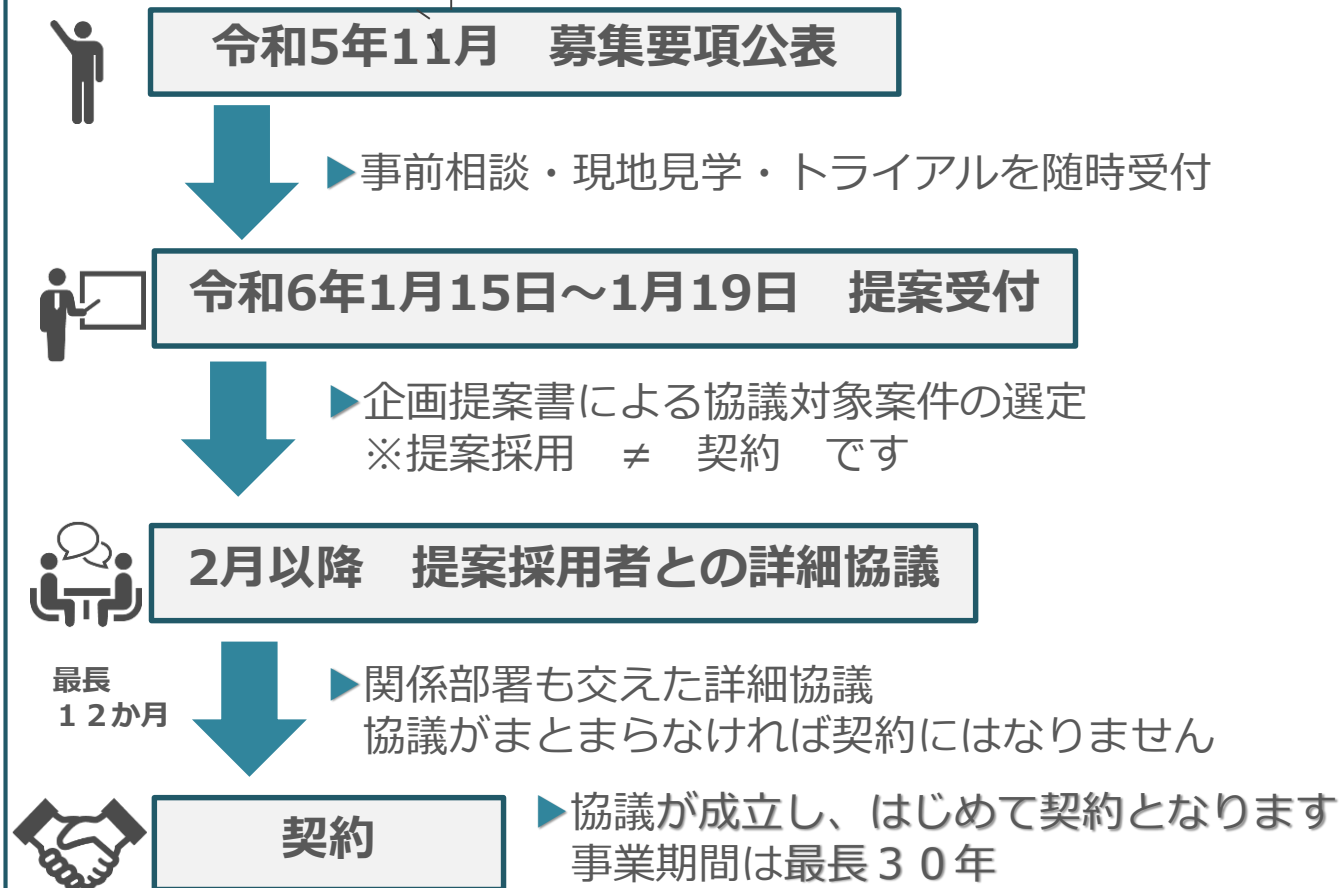 令和5年11月　募集要項公表
▶事前相談・現地見学・トライアルを随時受付
令和6年1月15日～1月19日　提案受付
▶企画提案書による協議対象案件の選定
※提案採用　≠　契約　です
2月以降　提案採用者との詳細協議
最長
１２か月
▶関係部署も交えた詳細協議
協議がまとまらなければ契約にはなりません
契約
▶協議が成立し、はじめて契約となります
事業期間は最長３０年